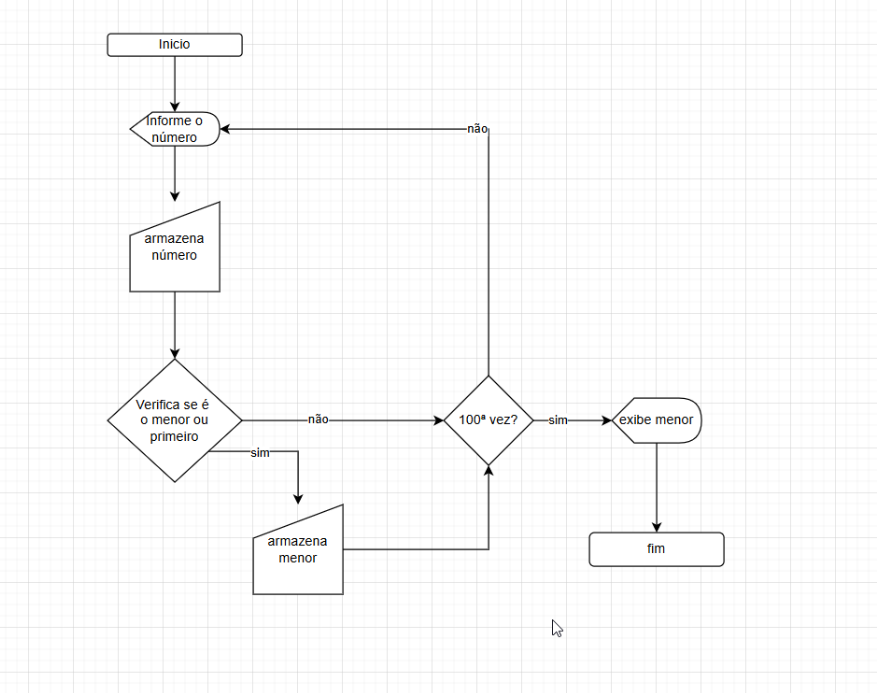 Inicio
Informe o
número
não
armazena
número
Verifica se é
o menor ou
primeiro
não
100ª vez?
sim
exibe menor
sim
armazena
menor
fim